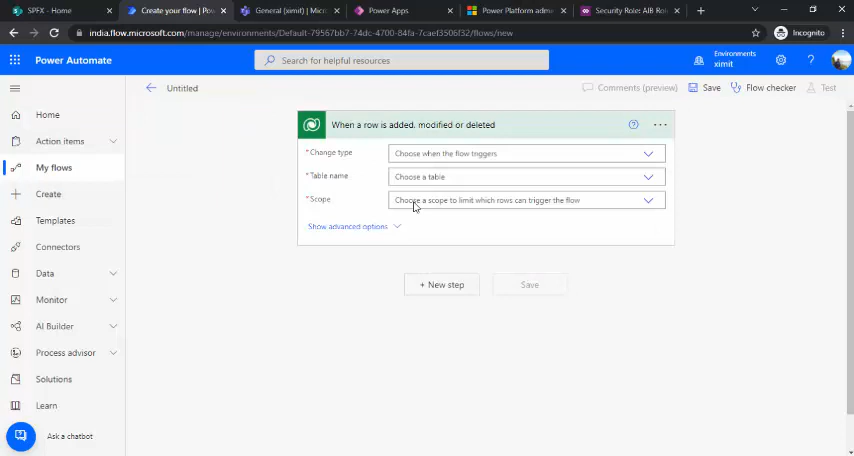 SPFX - Home
Create your flow | Pow
General (ximit) | Micros
Power Apps
Power Platform admi
Security Role: AIB Role
india.flow.microsoft.com/manage/environments/Default-79567bb7-74dc-4700-84fa-7caef3506f32/flows/new
Incognito
Power Automate
Search for helpful resources
Environments
ximit
Untitled
Comments (preview)
Save
Flow checker
Test
Home
Action items
My flows
Create
Templates
Connectors
Data
Monitor
AI Builder
Process advisor
Solutions
Learn
Ask a chatbot
When a row is added, modified or deleted
*Change type
Choose when the flow triggers
*Table name
Choose a table
*Scope
Choose a scope to limit which rows can trigger the flow
Show advanced options
+ New step
Save